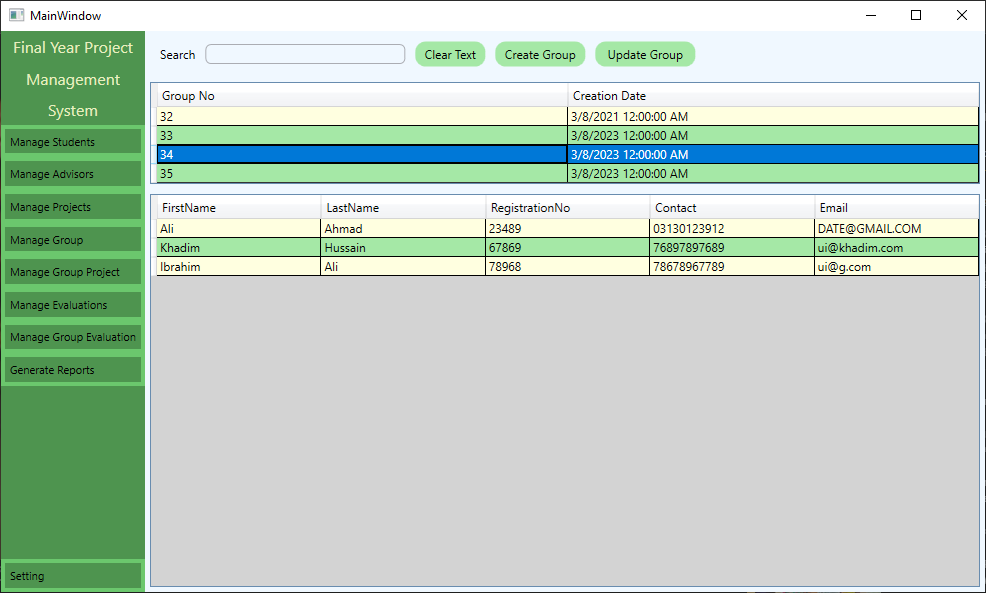 MainWindow
Final Year Project
Management
System
Manage Students
Manage Advisors
Manage Projects
Manage Group
Manage Group Project
Manage Evaluations
Manage Group Evaluation
Generate Reports
Setting
Search Clear Text Create Group Update Group
Group No Creation Date
32 3/8/2021 12:00:00 AM
33 3/8/2023 12:00:00 AM
34 3/8/2023 12:00:00 AM
35 3/8/2023 12:00:00 AM
FirstName LastName RegistrationNo Contact Email
Ali Ahmad 23489 03130123912 DATE@GMAIL.COM
Khadim Hussain 67869 76897897689 ui@khadim.com
Ibrahim Ali 78968 78678967789 ui@g.com